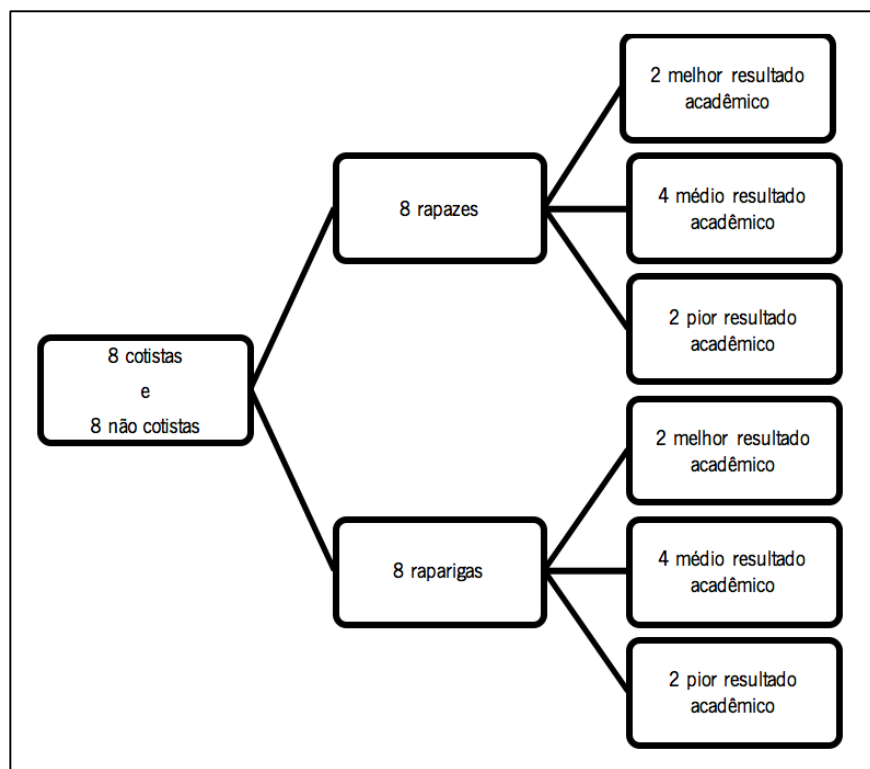 8 cotistas
e
8 não cotistas
8 rapazes
2 melhor resultado
acadêmico
4 médio resultado
acadêmico
2 pior resultado
acadêmico
8 raparigas
2 melhor resultado
acadêmico
4 médio resultado
acadêmico
2 pior resultado
acadêmico